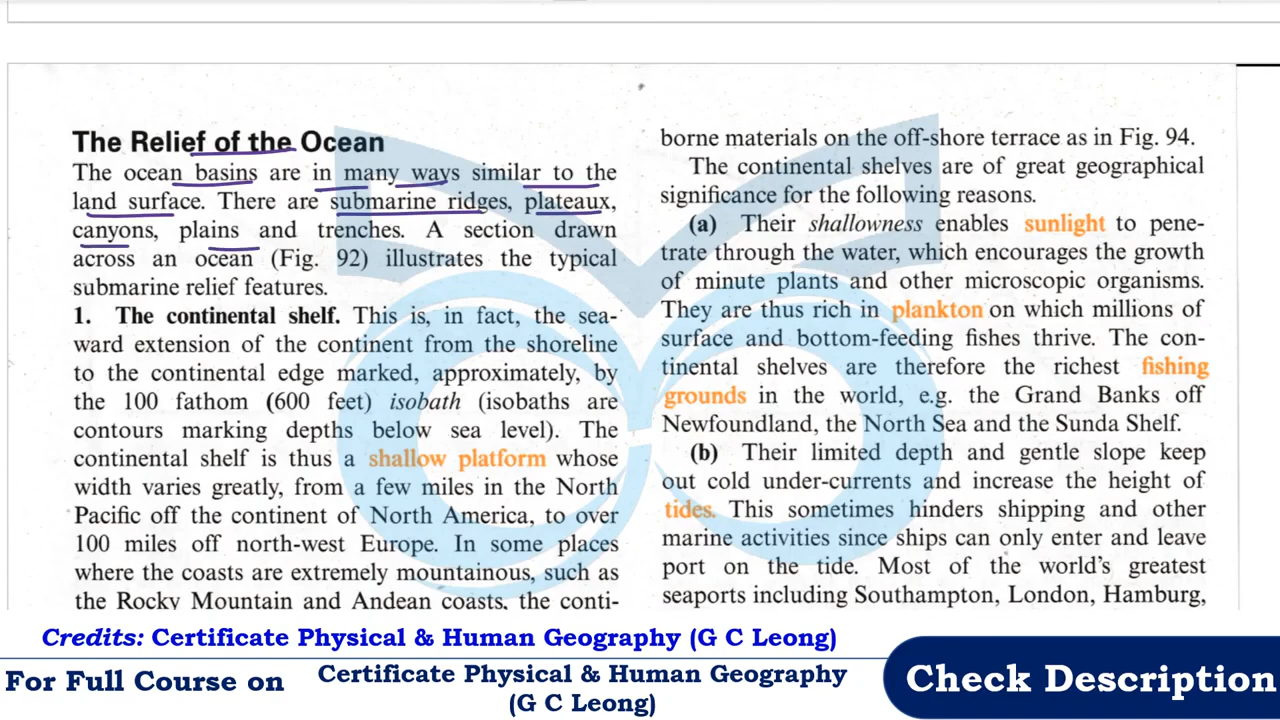 The Relief of the Ocean
The ocean basins are in many ways similar to the
land surface. There are submarine ridges, plateaux,
canyons, plains and trenches. A section drawn
across an ocean (Fig. 92) illustrates the typical
submarine relief features.
1. The continental shelf. This is, in fact, the sea-
ward extension of the continent from the shoreline
to the continental edge marked, approximately, by
the 100 fathom (600 feet) isobath (isobaths are
contours marking depths below sea level). The
continental shelf is thus a shallow platform whose
width varies greatly, from a few miles in the North
Pacific off the continent of North America, to over
100 miles off north-west Europe. In some places
where the coasts are extremely mountainous, such as
the Rocky Mountain and Andean coasts, the conti-
borne materials on the off-shore terrace as in Fig. 94.
The continental shelves are of great geographical
significance for the following reasons.
(a) Their shallowness enables sunlight to pene-
trate through the water, which encourages the growth
of minute plants and other microscopic organisms.
They are thus rich in plankton on which millions of
surface and bottom-feeding fishes thrive. The con-
tinental shelves are therefore the richest fishing
grounds in the world, e.g. the Grand Banks off
Newfoundland, the North Sea and the Sunda Shelf.
(b) Their limited depth and gentle slope keep
out cold under-currents and increase the height of
tides. This sometimes hinders shipping and other
marine activities since ships can only enter and leave
port on the tide. Most of the world's greatest
seaports including Southampton, London, Hamburg,
Credits: Certificate Physical & Human Geography (G C Leong)
For Full Course on
Certificate Physical & Human Geography
(G C Leong)
Check Description